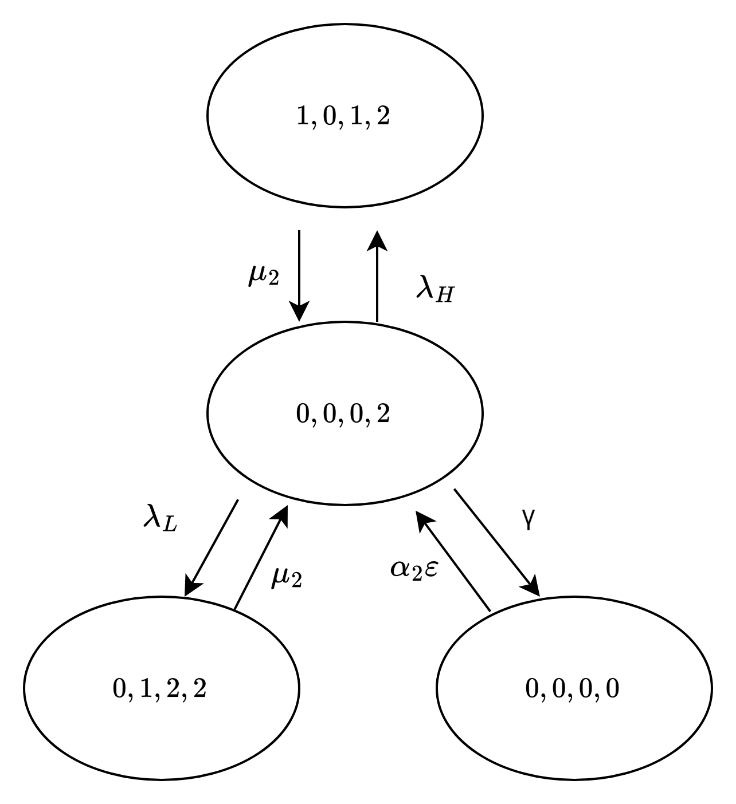 1, 0, 1, 2
μ₂
λ_H
0, 0, 0, 2
λ_L
μ₂
α₂ε
γ
0, 1, 2, 2
0, 0, 0, 0